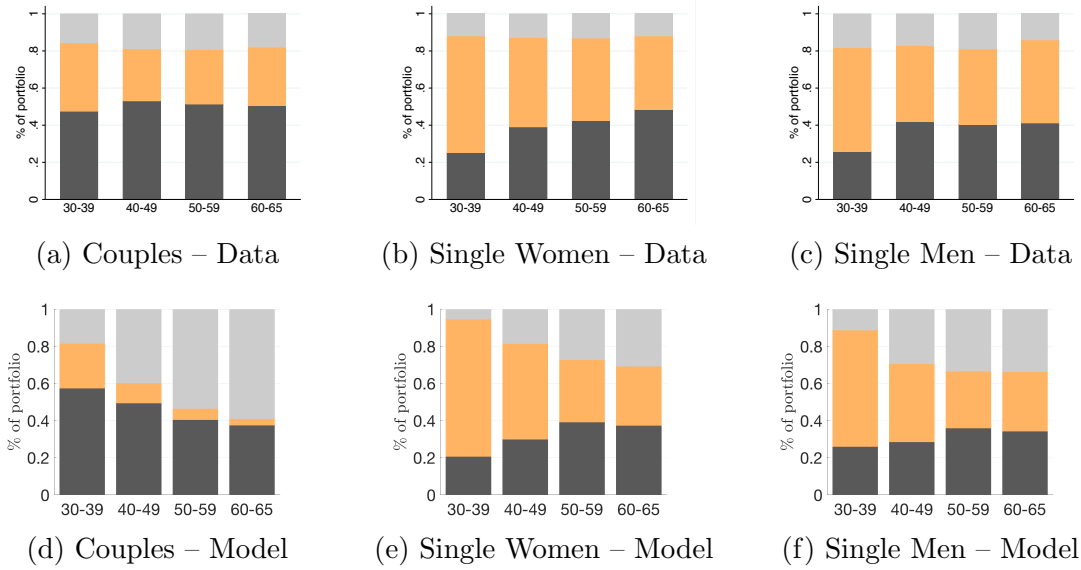 % of portfolio
0 .2 .4 .6 .8 1
30-39 40-49 50-59 60-65
(a) Couples – Data
% of portfolio
0 .2 .4 .6 .8 1
30-39 40-49 50-59 60-65
(b) Single Women – Data
% of portfolio
0 .2 .4 .6 .8 1
30-39 40-49 50-59 60-65
(c) Single Men – Data
% of portfolio
1
0.8
0.6
0.4
0.2
0
30-39 40-49 50-59 60-65
(d) Couples – Model
% of portfolio
1
0.8
0.6
0.4
0.2
0
30-39 40-49 50-59 60-65
(e) Single Women – Model
% of portfolio
1
0.8
0.6
0.4
0.2
0
30-39 40-49 50-59 60-65
(f) Single Men – Model